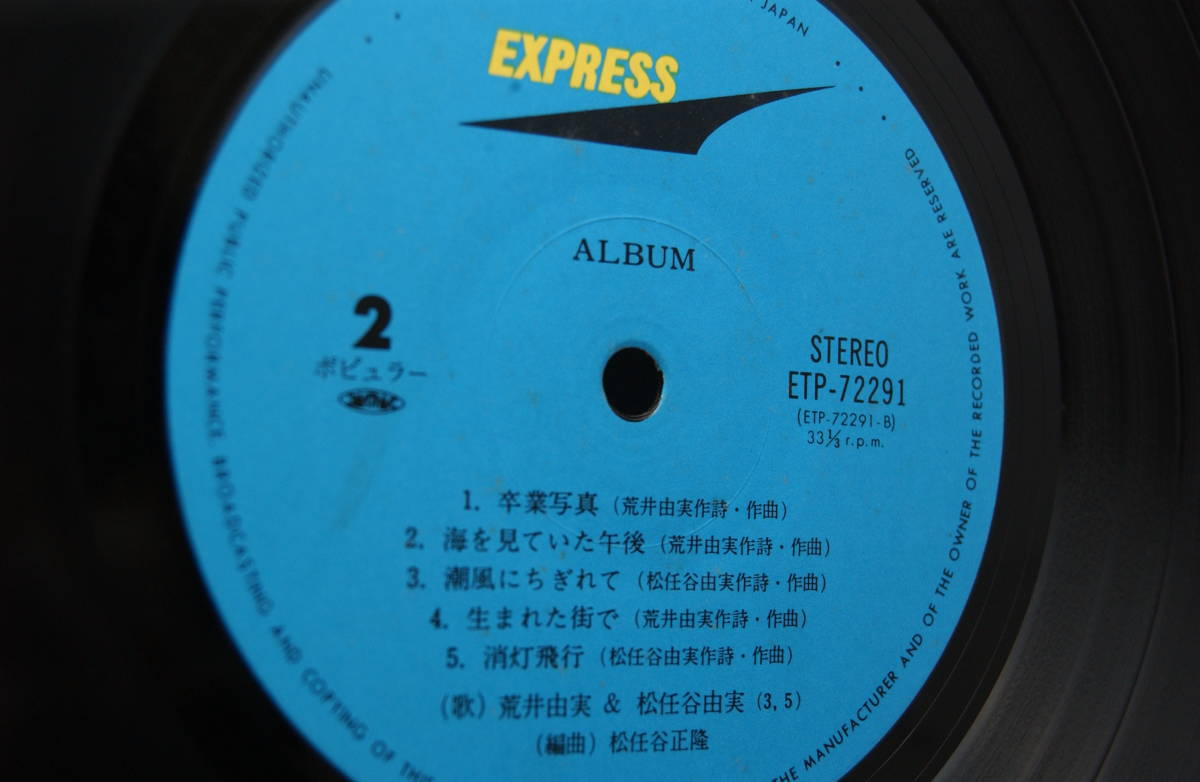 JAPAN
EXPRESS
ALBUM
2
ポピュラー
STEREO
ETP-72291
(ETP-72291-B)
33⅓ r.p.m.
1. 卒業写真 (荒井由実作詩・作曲)
2. 海を見ていた午後 (荒井由実作詩・作曲)
3. 潮風にちぎれて (松任谷由実作詩・作曲)
4. 生まれた街で (荒井由実作詩・作曲)
5. 消灯飛行 (松任谷由実作詩・作曲)
(歌) 荒井由実 & 松任谷由実 (3, 5)
(編曲) 松任谷正隆
THE MANUFACTURER AND OF THE OWNER OF THE RECORDED WORK ARE RESERVED
UNAUTHORIZED PUBLIC PERFORMANCE, BROADCASTING AND COPYING OF THIS